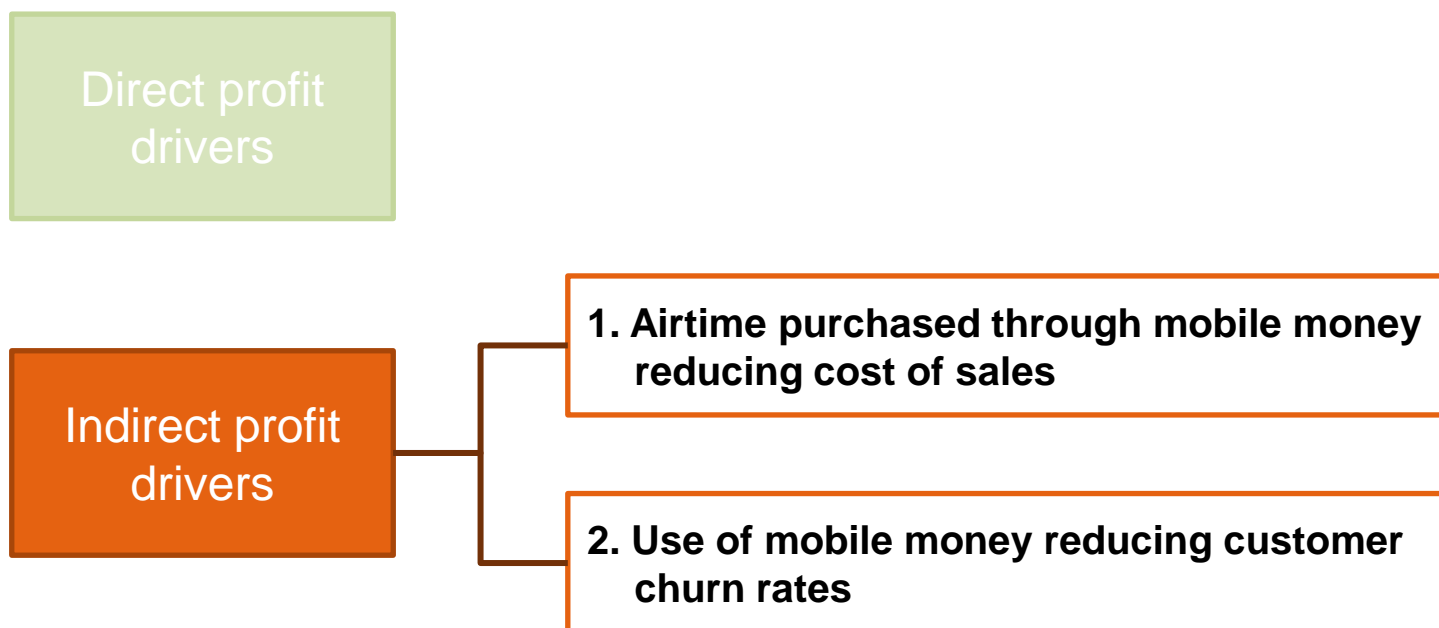 Direct profit
drivers
Indirect profit
drivers
1. Airtime purchased through mobile money
reducing cost of sales
2. Use of mobile money reducing customer
churn rates